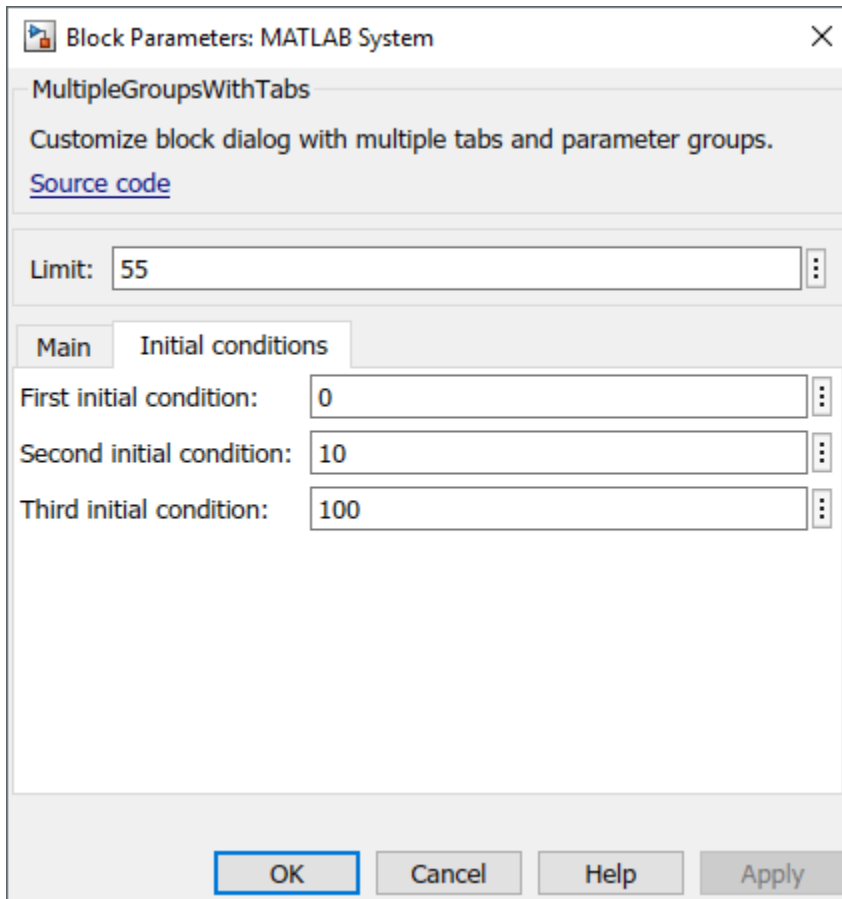 Block Parameters: MATLAB System
MultipleGroupsWithTabs
Customize block dialog with multiple tabs and parameter groups.
Source code
Limit: 55
Main Initial conditions
First initial condition: 0
Second initial condition: 10
Third initial condition: 100
OK Cancel Help Apply